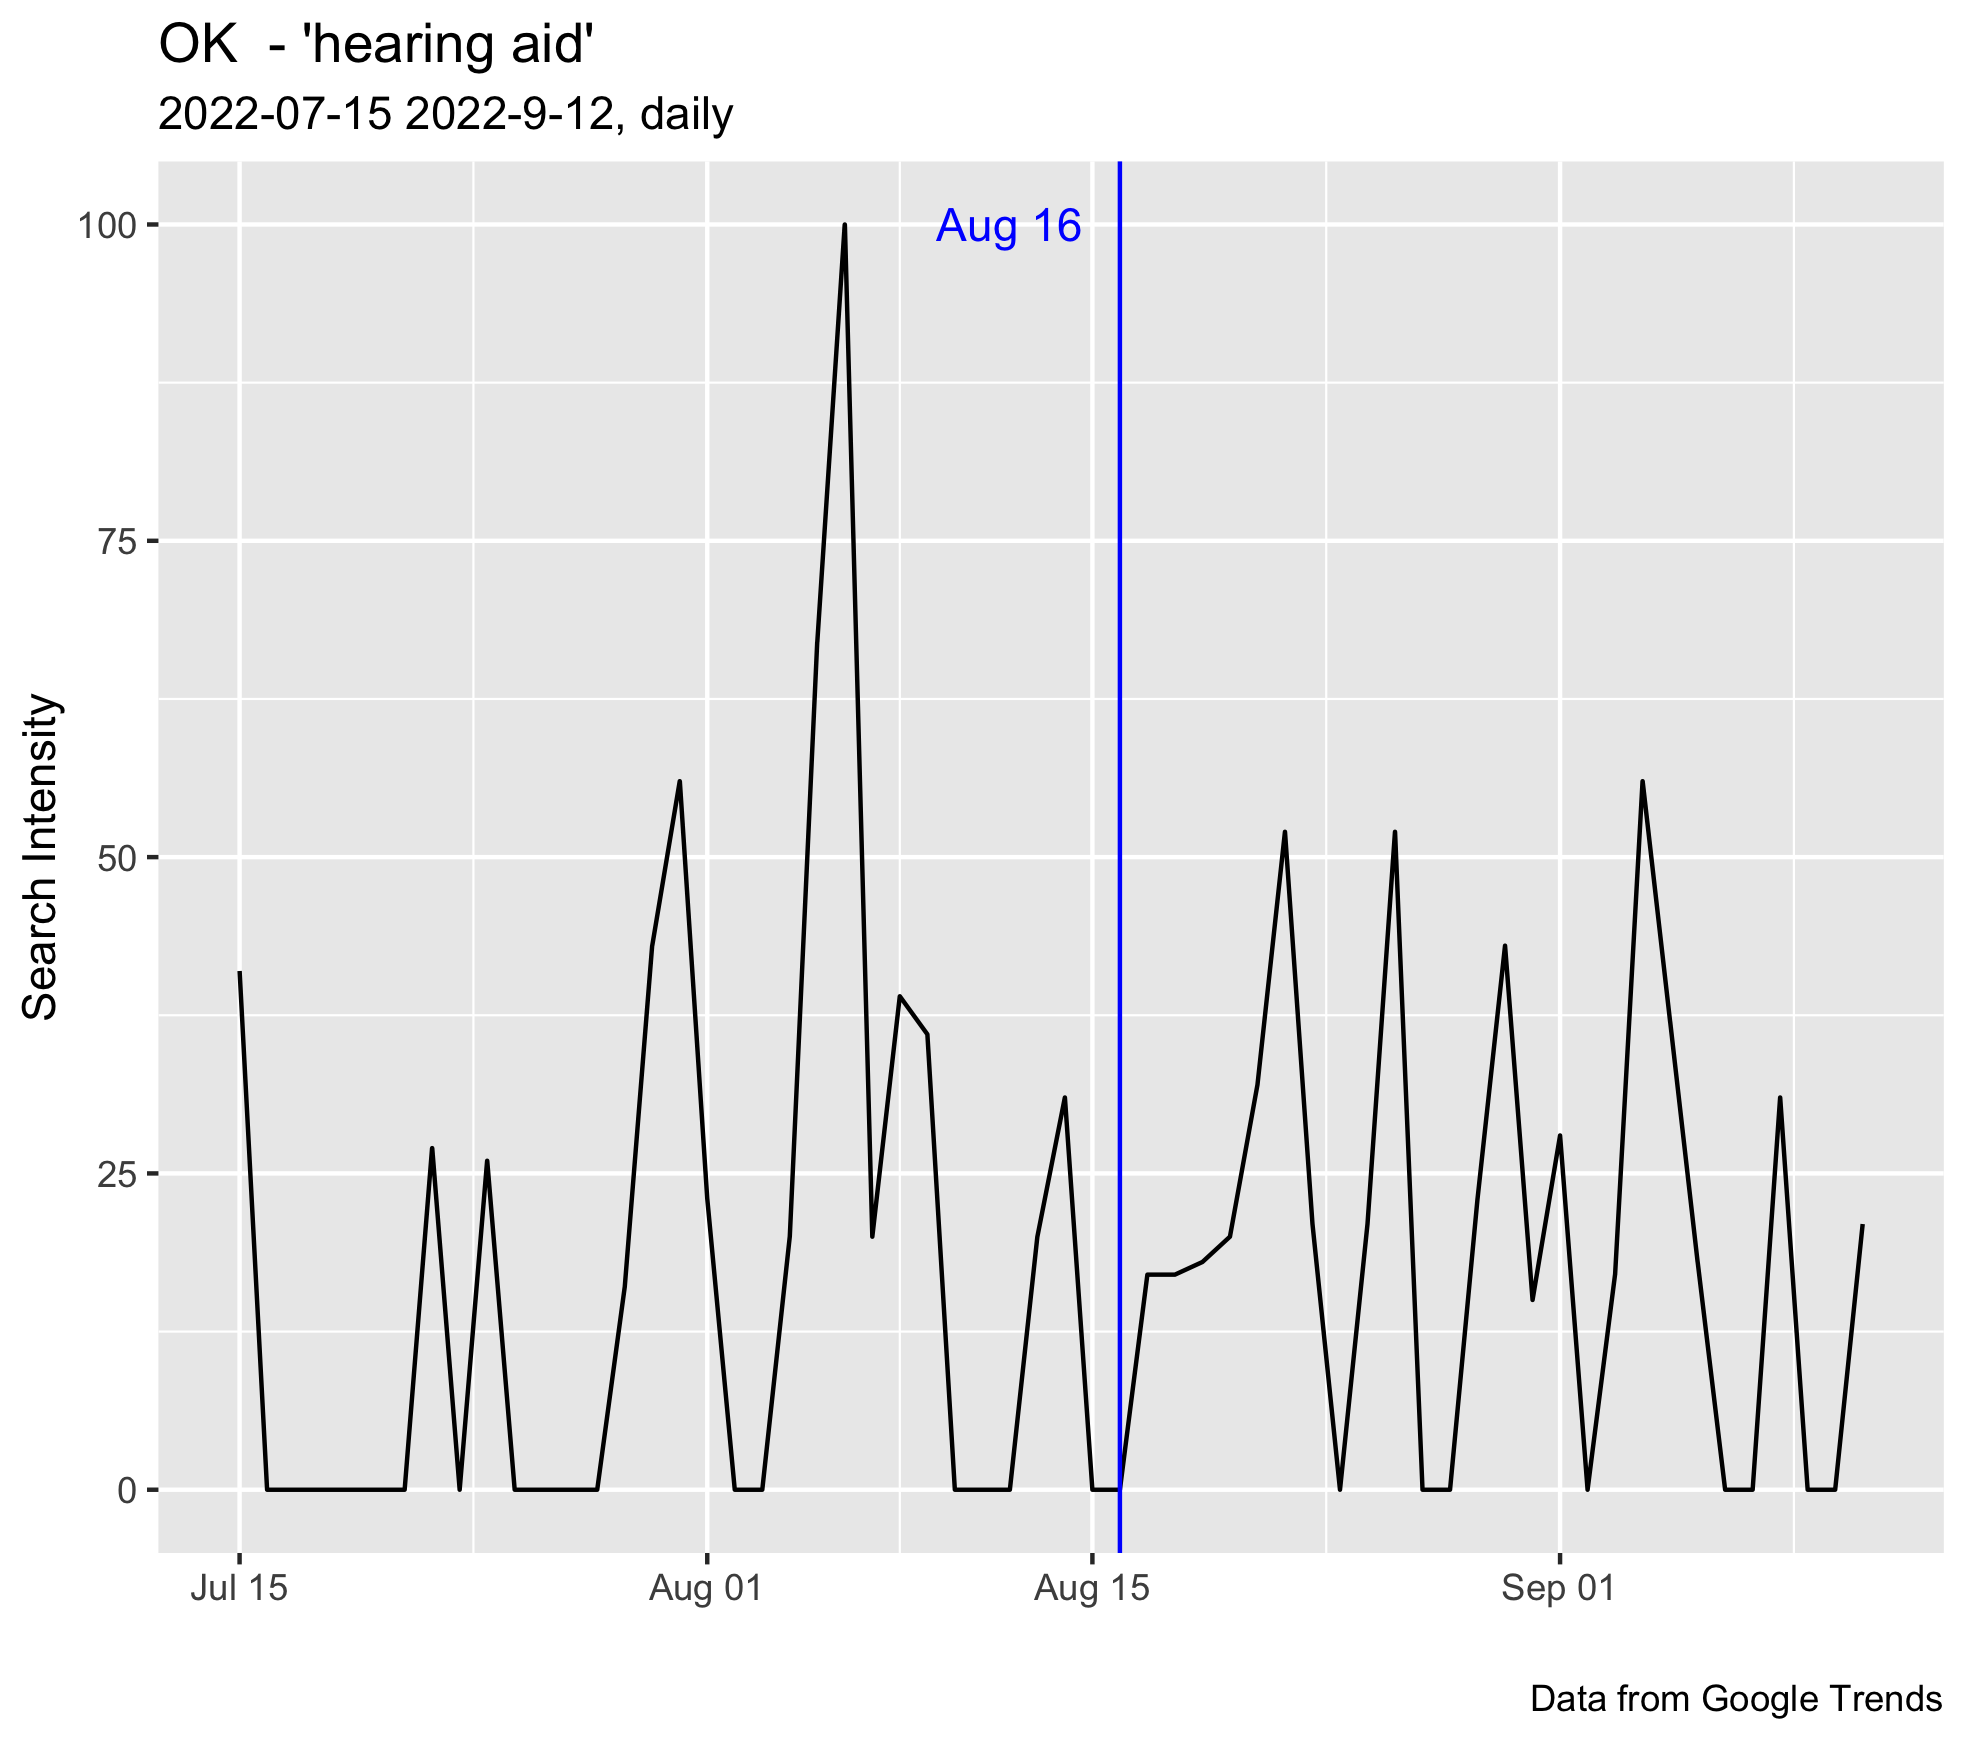 OK  - 'hearing aid'
2022-07-15 2022-9-12, daily
Search Intensity
100
75
50
25
0
Aug 16
Jul 15
Aug 01
Aug 15
Sep 01
Data from Google Trends